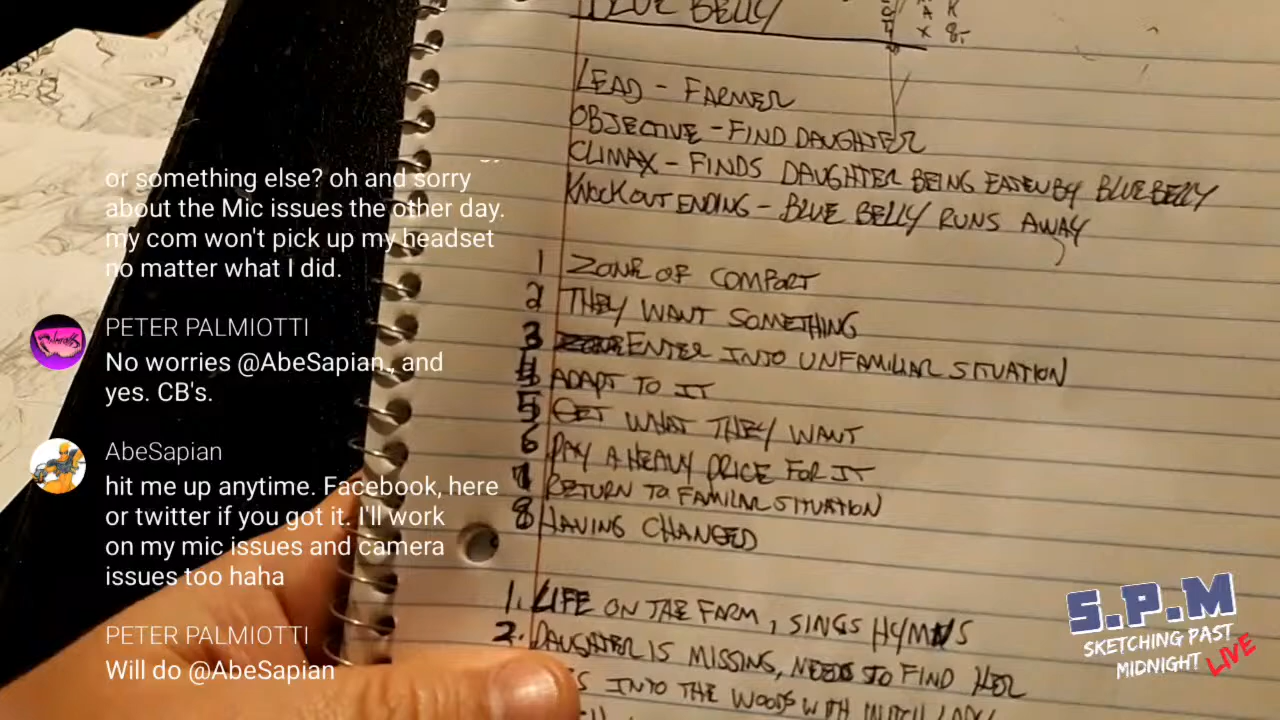 or something else? oh and sorry
about the Mic issues the other day.
my com won't pick up my headset
no matter what I did.
PETER PALMIOTTI
No worries @AbeSapian., and
yes. CB's.
AbeSapian
hit me up anytime. Facebook, here
or twitter if you got it. I'll work
on my mic issues and camera
issues too haha
PETER PALMIOTTI
Will do @AbeSapian
BLUE BELLY
LEAD - FARMER
OBJECTIVE - FIND DAUGHTER
CLIMAX - FINDS DAUGHTER BEING EATEN BY BLUE BELLY
KNOCKOUT ENDING - BLUE BELLY RUNS AWAY
1 ZONE OF COMFORT
2 THEY WANT SOMETHING
3 ENTER INTO UNFAMILIAR SITUATION
4 ADAPT TO IT
5 GET WHAT THEY WANT
6 PAY A HEAVY PRICE FOR IT
7 RETURN TO FAMILAR SITUATION
8 HAVING CHANGED
1. LIFE ON THE FARM, SINGS HYMNS
2. DAUGHTER IS MISSING, NEEDS TO FIND HER
INTO THE WOODS WITH
S.P.M
SKETCHING PAST
MIDNIGHT LIVE